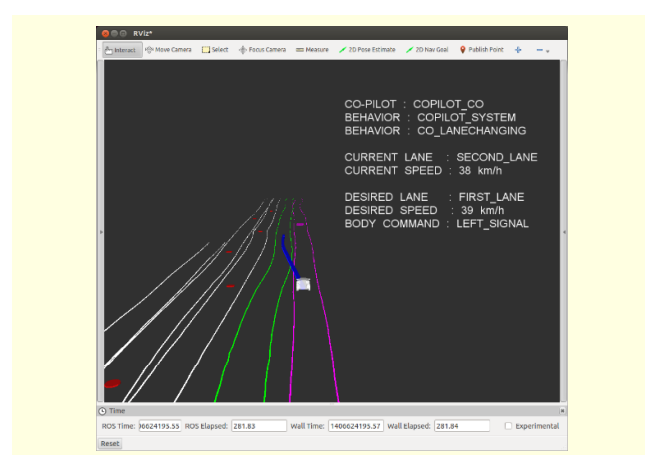 RViz*
Interact Move Camera Select Focus Camera Measure 2D Pose Estimate 2D Nav Goal Publish Point
CO-PILOT : COPILOT_CO
BEHAVIOR : COPILOT_SYSTEM
BEHAVIOR : CO_LANECHANGING
CURRENT LANE : SECOND_LANE
CURRENT SPEED : 38 km/h
DESIRED LANE : FIRST_LANE
DESIRED SPEED : 39 km/h
BODY COMMAND : LEFT_SIGNAL
Time
ROS Time: 06624195.55 ROS Elapsed: 281.83 Wall Time: 1406624195.57 Wall Elapsed: 281.84 Experimental
Reset